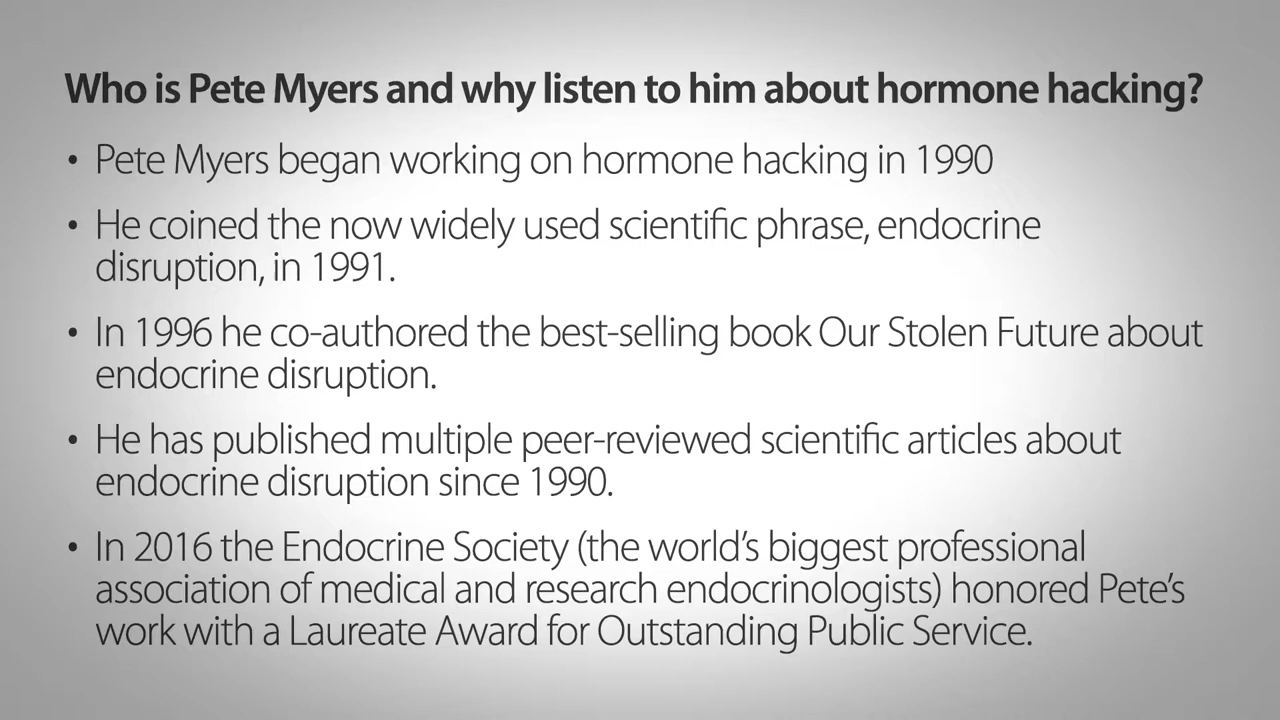 Who is Pete Myers and why listen to him about hormone hacking?
• Pete Myers began working on hormone hacking in 1990
• He coined the now widely used scientific phrase, endocrine
disruption, in 1991.
• In 1996 he co-authored the best-selling book Our Stolen Future about
endocrine disruption.
• He has published multiple peer-reviewed scientific articles about
endocrine disruption since 1990.
• In 2016 the Endocrine Society (the world’s biggest professional
association of medical and research endocrinologists) honored Pete’s
work with a Laureate Award for Outstanding Public Service.